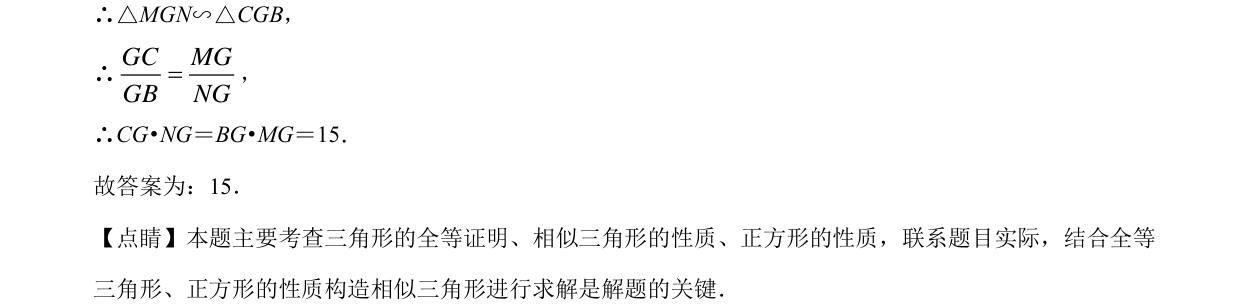 ∴△MGN∽△CGB，
∴GC/GB＝MG/NG，
∴CG•NG＝BG•MG＝15．
故答案为：15．
【点睛】本题主要考查三角形的全等证明、相似三角形的性质、正方形的性质，联系题目实际，结合全等
三角形、正方形的性质构造相似三角形进行求解是解题的关键．